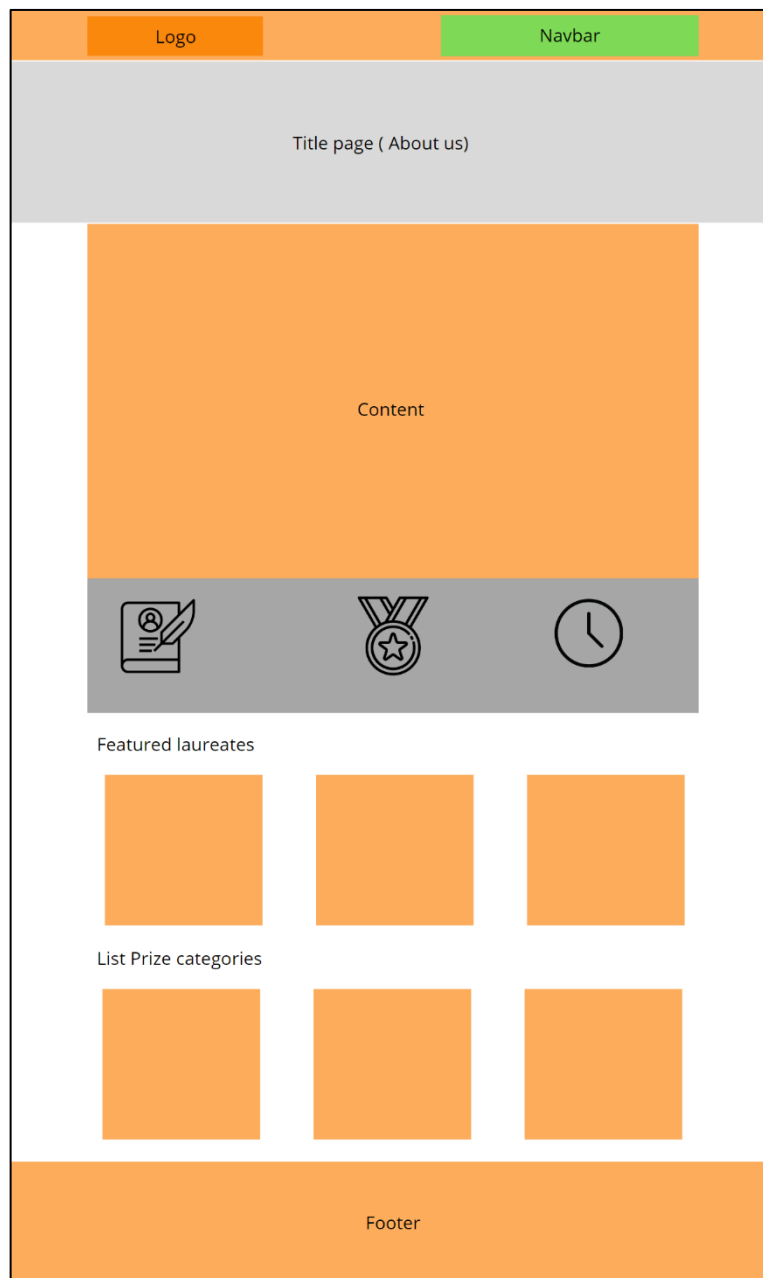 Logo
Navbar
Title page ( About us)
Content
Featured laureates
List Prize categories
Footer